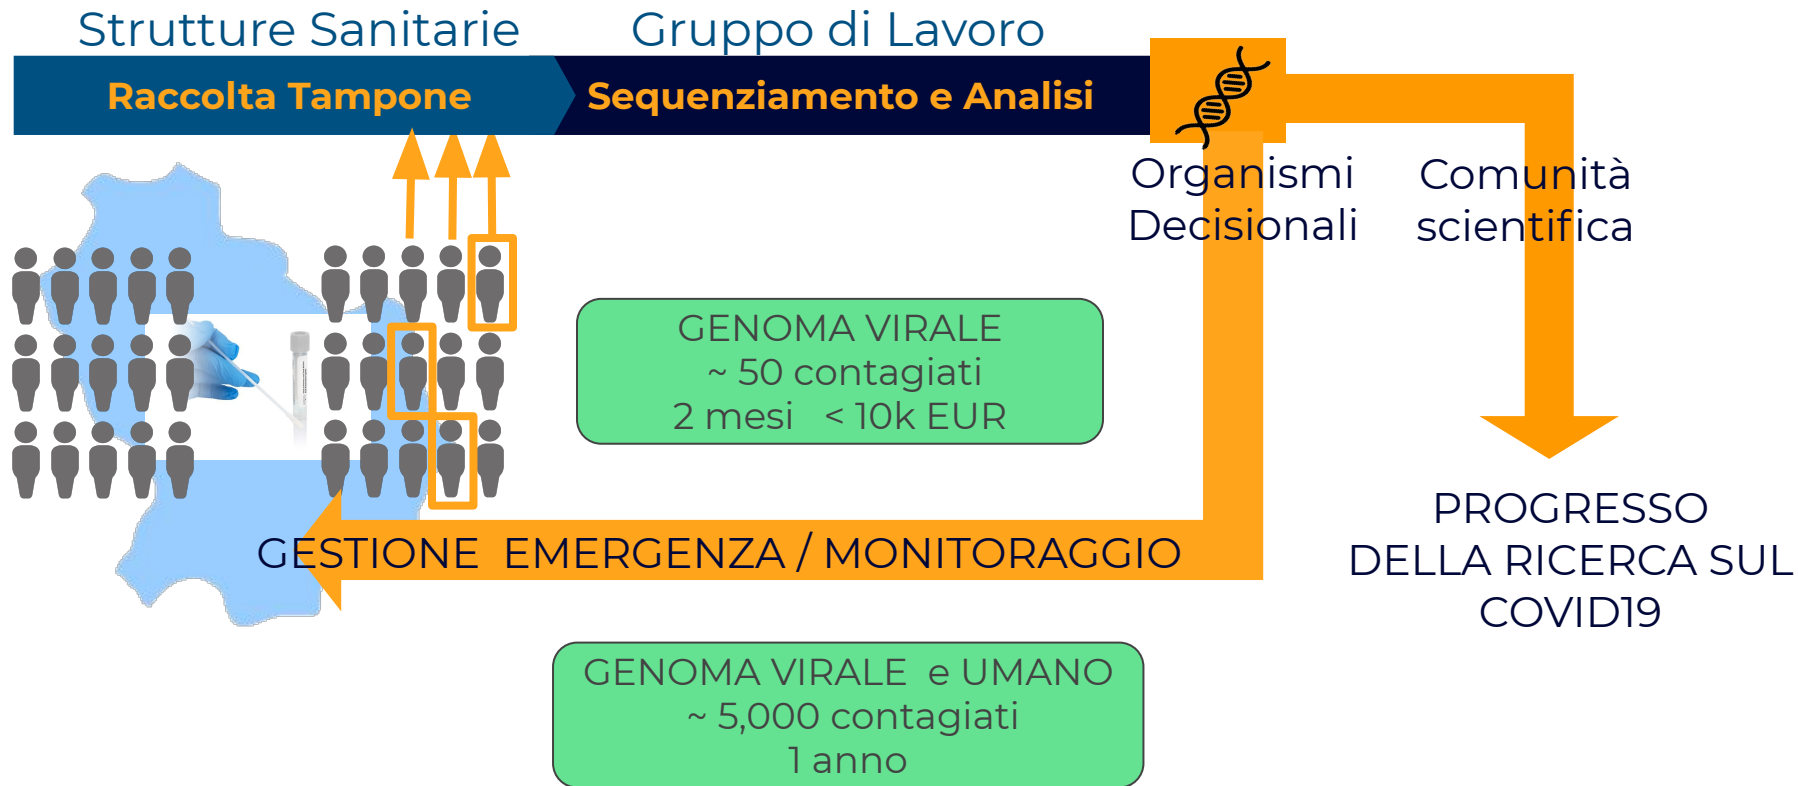 Strutture Sanitarie
Gruppo di Lavoro
Raccolta Tampone
Sequenziamento e Analisi
Organismi
Decisionali
Comunità
scientifica
GENOMA VIRALE
~ 50 contagiati
2 mesi < 10k EUR
GESTIONE EMERGENZA / MONITORAGGIO
PROGRESSO
DELLA RICERCA SUL
COVID19
GENOMA VIRALE e UMANO
~ 5,000 contagiati
1 anno